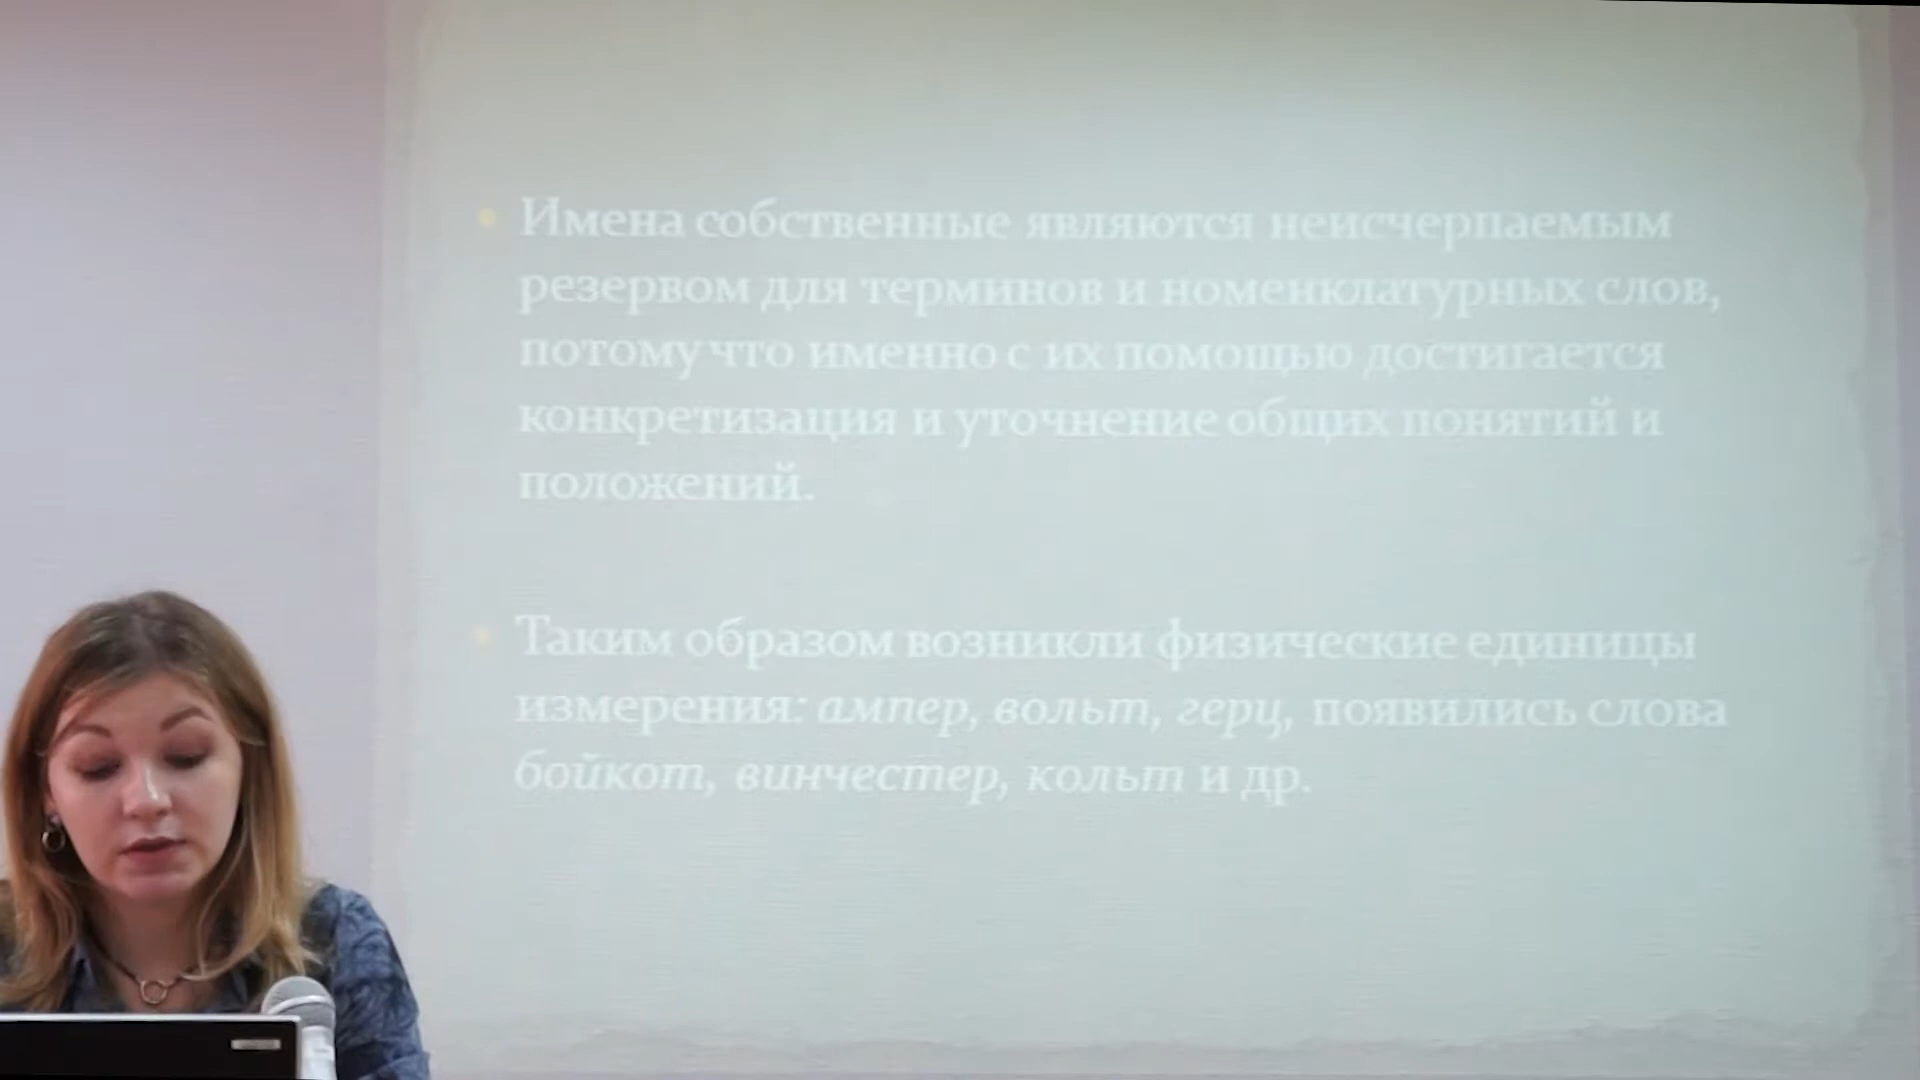 Имена собственные являются неисчерпаемым
резервом для терминов и номенклатурных слов,
потому что именно с их помощью достигается
конкретизация и уточнение общих понятий и
положений.
Таким образом возникли физические единицы
измерения: ампер, вольт, герц, появились слова
бойкот, винчестер, кольт и др.